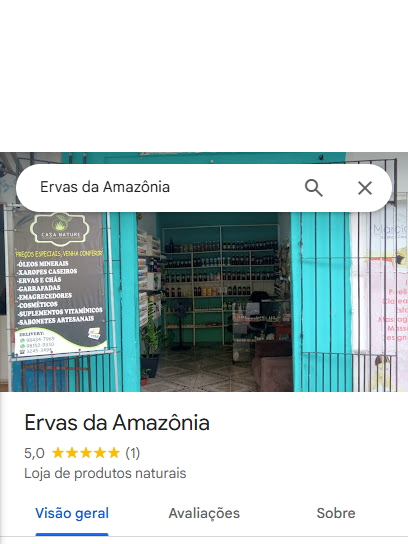 Ervas da Amazônia
CASA NATURE
PREÇOS ESPECIAIS, VENHA CONFERIR
-ÓLEOS MINERAIS
-XAROPES CASEIROS
-ERVAS E CHÁS
-GARRAFADAS
-EMAGRECEDORES
-COSMÉTICOS
-SUPLEMENTOS VITAMÍNICOS
-SABONETES ARTESANAIS
DELIVERY:
Ervas da Amazônia
5,0 (1)
Loja de produtos naturais
Visão geral Avaliações Sobre